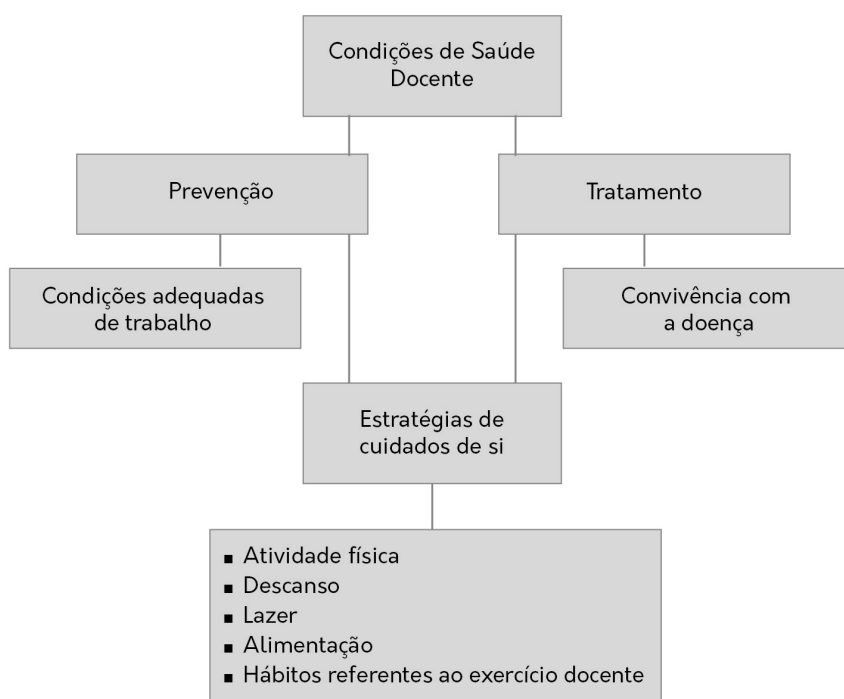 Condições de Saúde
Docente
Prevenção
Tratamento
Condições adequadas
de trabalho
Convivência com
a doença
Estratégias de
cuidados de si
▪ Atividade física
▪ Descanso
▪ Lazer
▪ Alimentação
▪ Hábitos referentes ao exercício docente